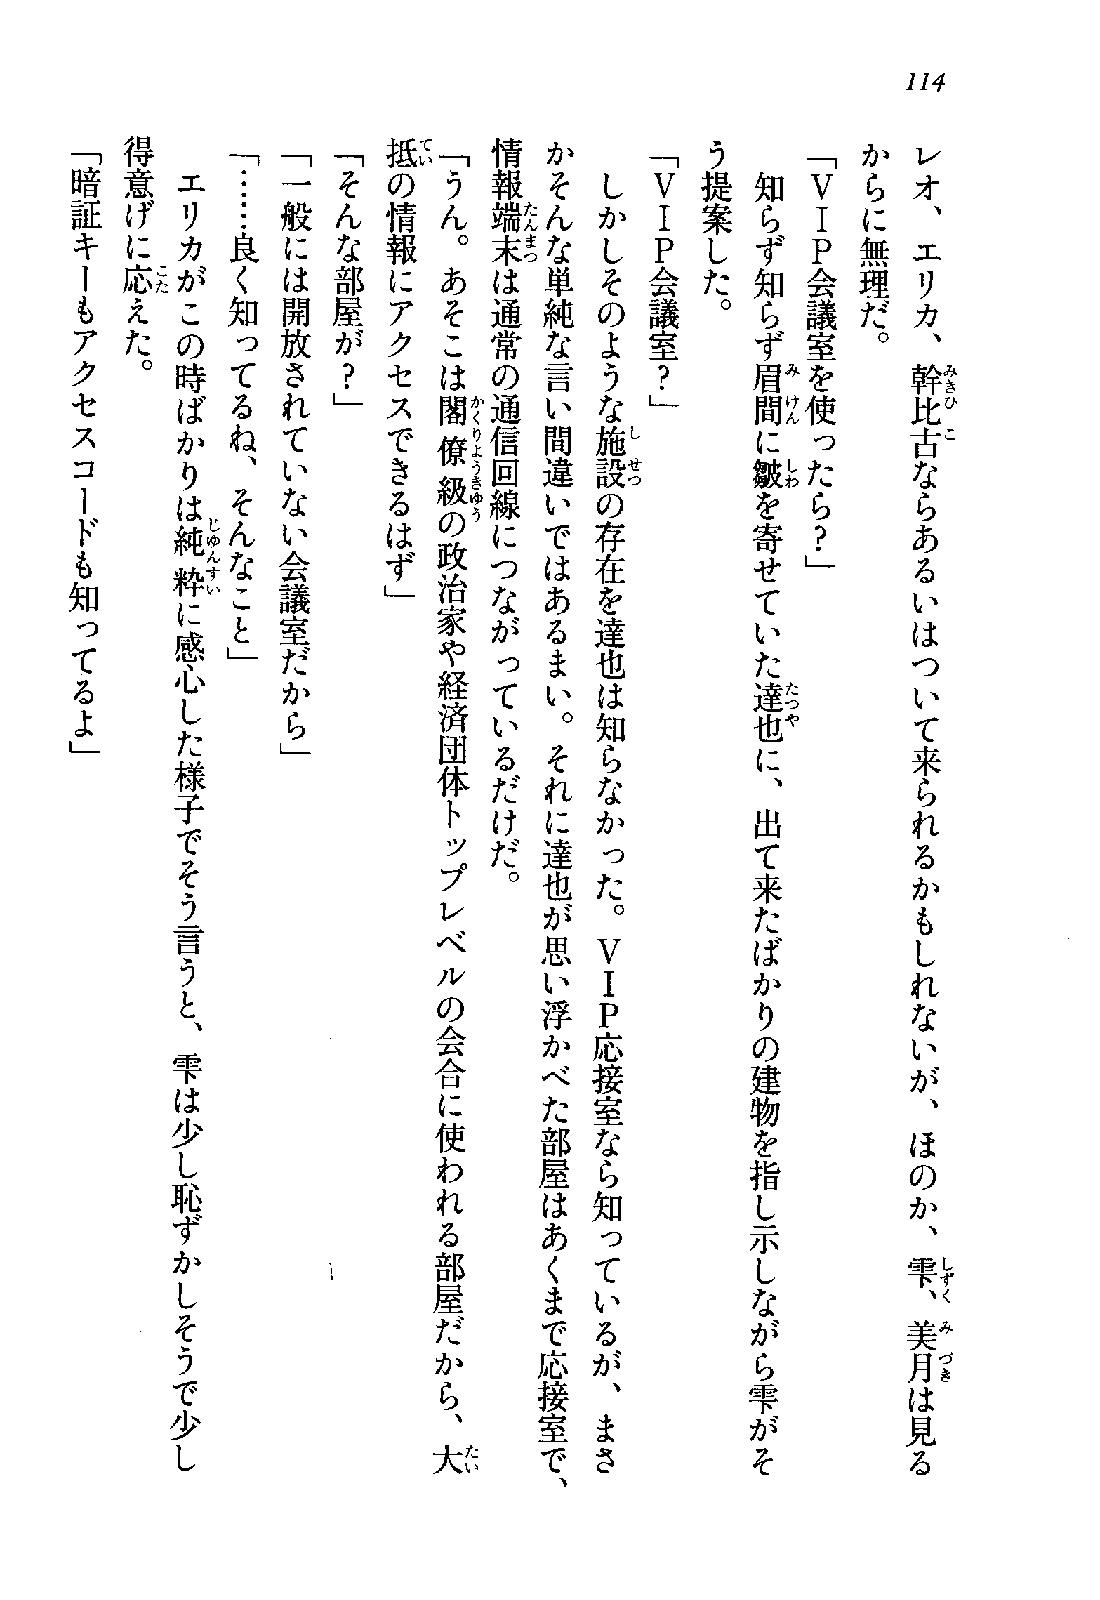 114
レオ、エリカ、幹比古ならあるいはついて来られるかもしれないが、ほのか、雫、美月は見る
からに無理だ。
「ＶＩＰ会議室を使ったら？」
　知らず知らず眉間に皺を寄せていた達也に、出て来たばかりの建物を指し示しながら雫がそ
う提案した。
「ＶＩＰ会議室？」
　しかしそのような施設の存在を達也は知らなかった。ＶＩＰ応接室なら知っているが、まさ
かそんな単純な言い間違いではあるまい。それに達也が思い浮かべた部屋はあくまで応接室で、
情報端末は通常の通信回線につながっているだけだ。
「うん。あそこは閣僚級の政治家や経済団体トップレベルの会合に使われる部屋だから、大
抵の情報にアクセスできるはず」
「そんな部屋が？」
「一般には開放されていない会議室だから」
「……良く知ってるね、そんなこと」
　エリカがこの時ばかりは純粋に感心した様子でそう言うと、雫は少し恥ずかしそうで少し
得意げに応えた。
「暗証キーもアクセスコードも知ってるよ」